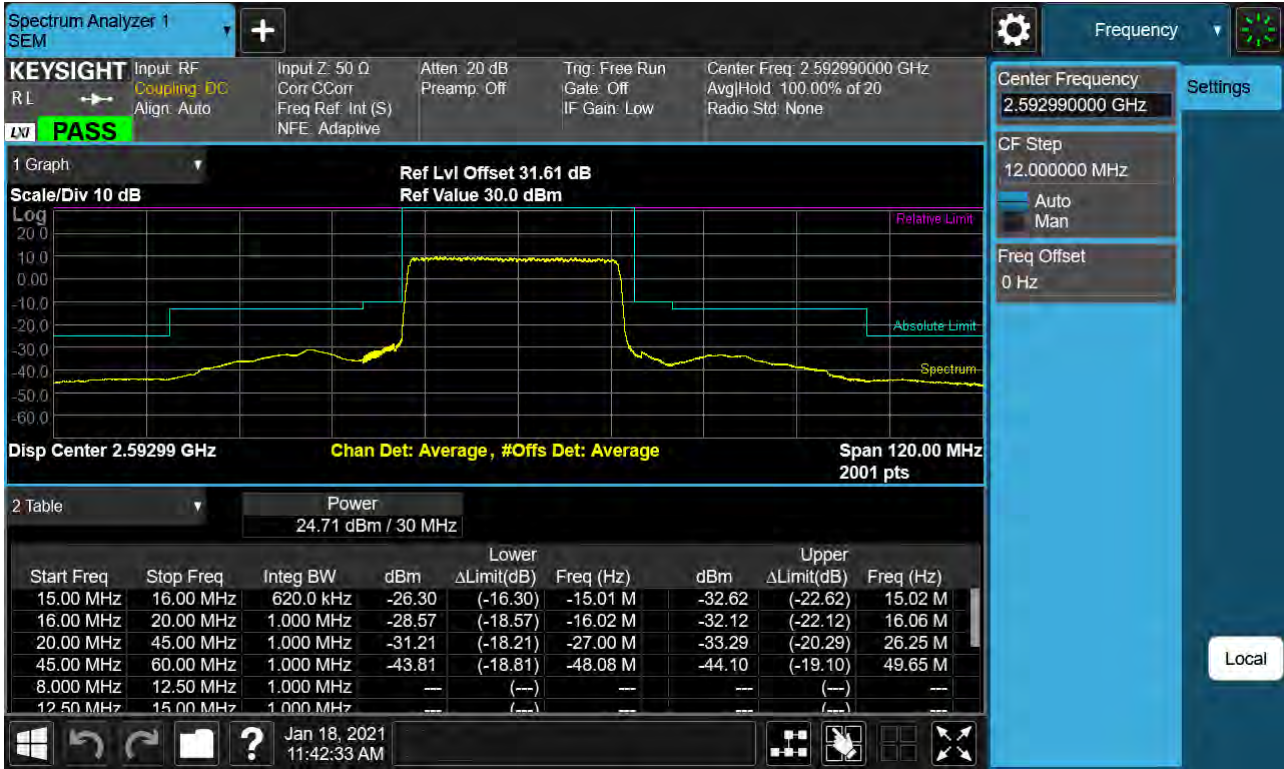 Spectrum Analyzer 1
SEM
Frequency
KEYSIGHT
R L
LXI
PASS
Input: RF
Coupling: DC
Align: Auto
Input Z: 50 Ω
Corr CCorr
Freq Ref: Int (S)
NFE: Adaptive
Atten: 20 dB
Preamp: Off
Trig: Free Run
Gate: Off
IF Gain: Low
Center Freq: 2.592990000 GHz
Avg|Hold: 100.00% of 20
Radio Std: None
Center Frequency
2.592990000 GHz
Settings
CF Step
12.000000 MHz
Auto
Man
Freq Offset
0 Hz
Local
1 Graph
Scale/Div 10 dB
Ref Lvl Offset 31.61 dB
Ref Value 30.0 dBm
Log
20.0
10.0
0.00
-10.0
-20.0
-30.0
-40.0
-50.0
-60.0
Relative Limit
Absolute Limit
Spectrum
Disp Center 2.59299 GHz
Chan Det: Average, #Offs Det: Average
Span 120.00 MHz
2001 pts
2 Table
Power
24.71 dBm / 30 MHz
Lower Upper
Start Freq Stop Freq Integ BW dBm ΔLimit(dB) Freq (Hz) dBm ΔLimit(dB) Freq (Hz)
15.00 MHz 16.00 MHz 620.0 kHz -26.30 (-16.30) -15.01 M -32.62 (-22.62) 15.02 M
16.00 MHz 20.00 MHz 1.000 MHz -28.57 (-18.57) -16.02 M -32.12 (-22.12) 16.06 M
20.00 MHz 45.00 MHz 1.000 MHz -31.21 (-18.21) -27.00 M -33.29 (-20.29) 26.25 M
45.00 MHz 60.00 MHz 1.000 MHz -43.81 (-18.81) -48.08 M -44.10 (-19.10) 49.65 M
8.000 MHz 12.50 MHz 1.000 MHz --- (---) --- --- (---) ---
12.50 MHz 15.00 MHz 1.000 MHz --- (---) --- --- (---) ---
?
Jan 18, 2021
11:42:33 AM